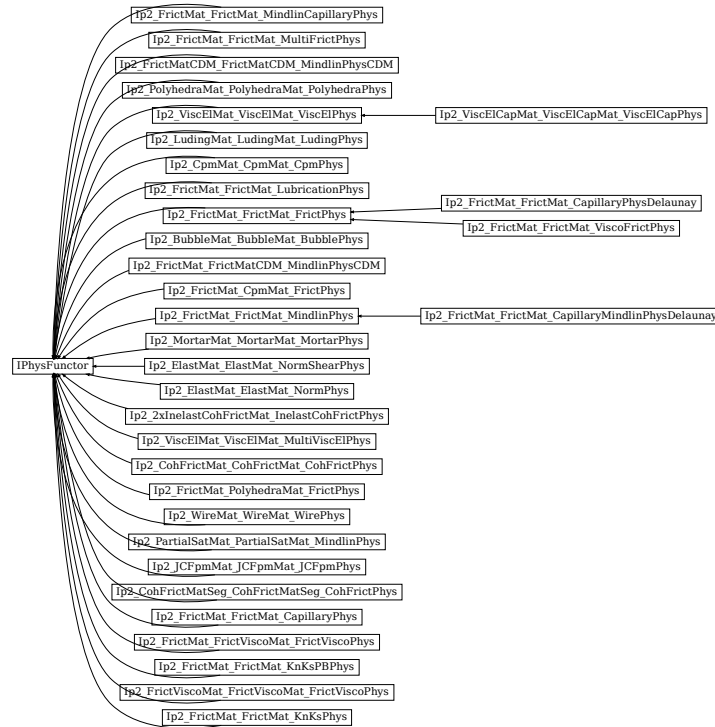 Ip2_FrictMat_FrictMat_MindlinCapillaryPhys
Ip2_FrictMat_FrictMat_MultiFrictPhys
Ip2_FrictMatCDM_FrictMatCDM_MindlinPhysCDM
Ip2_PolyhedraMat_PolyhedraMat_PolyhedraPhys
Ip2_ViscElMat_ViscElMat_ViscElPhys
Ip2_ViscElCapMat_ViscElCapMat_ViscElCapPhys
Ip2_LudingMat_LudingMat_LudingPhys
Ip2_CpmMat_CpmMat_CpmPhys
Ip2_FrictMat_FrictMat_LubricationPhys
Ip2_FrictMat_FrictMat_CapillaryPhysDelaunay
Ip2_FrictMat_FrictMat_FrictPhys
Ip2_FrictMat_FrictMat_ViscoFrictPhys
Ip2_BubbleMat_BubbleMat_BubblePhys
Ip2_FrictMat_FrictMatCDM_MindlinPhysCDM
Ip2_FrictMat_CpmMat_FrictPhys
Ip2_FrictMat_FrictMat_MindlinPhys
Ip2_FrictMat_FrictMat_CapillaryMindlinPhysDelaunay
Ip2_MortarMat_MortarMat_MortarPhys
IPhysFunctor
Ip2_ElastMat_ElastMat_NormShearPhys
Ip2_ElastMat_ElastMat_NormPhys
Ip2_2xInelastCohFrictMat_InelastCohFrictPhys
Ip2_ViscElMat_ViscElMat_MultiViscElPhys
Ip2_CohFrictMat_CohFrictMat_CohFrictPhys
Ip2_FrictMat_PolyhedraMat_FrictPhys
Ip2_WireMat_WireMat_WirePhys
Ip2_PartialSatMat_PartialSatMat_MindlinPhys
Ip2_JCFpmMat_JCFpmMat_JCFpmPhys
Ip2_CohFrictMatSeg_CohFrictMatSeg_CohFrictPhys
Ip2_FrictMat_FrictMat_CapillaryPhys
Ip2_FrictMat_FrictViscoMat_FrictViscoPhys
Ip2_FrictMat_FrictMat_KnKsPBPhys
Ip2_FrictViscoMat_FrictViscoMat_FrictViscoPhys
Ip2_FrictMat_FrictMat_KnKsPhys